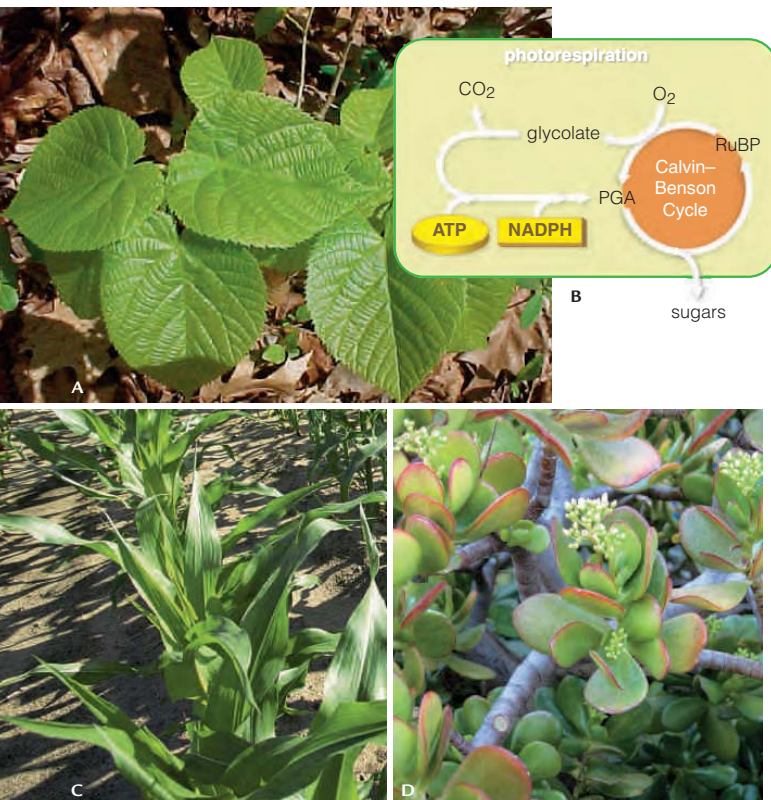 photorespiration
CO2
O2
glycolate
RuBP
Calvin–
Benson
Cycle
PGA
ATP
NADPH
B
sugars
A
C
D